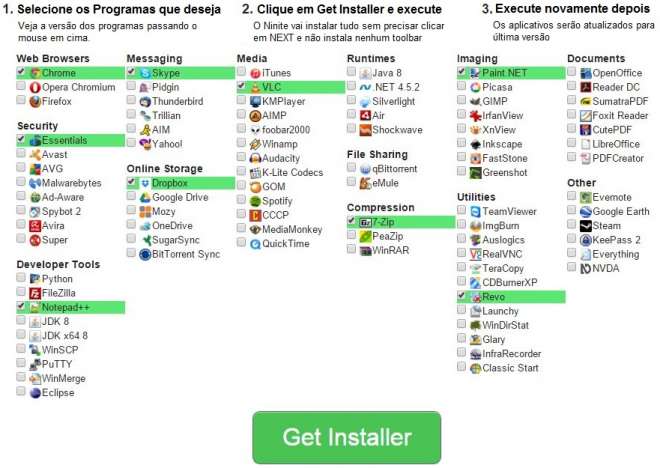 1. Selecione os Programas que deseja
Veja a versão dos programas passando o
mouse em cima.
2. Clique em Get Installer e execute
O Ninite vai instalar tudo sem precisar clicar
em NEXT e não instala nenhum toolbar
3. Execute novamente depois
Os aplicativos serão atualizados para
última versão
Web Browsers
Chrome
Opera Chromium
Firefox
Security
Essentials
Avast
AVG
Malwarebytes
Ad-Aware
Spybot 2
Avira
Super
Developer Tools
Python
FileZilla
Notepad++
JDK 8
JDK x64 8
WinSCP
PuTTY
WinMerge
Eclipse
Messaging
Skype
Pidgin
Thunderbird
Trillian
AIM
Yahoo!
Online Storage
Dropbox
Google Drive
Mozy
OneDrive
SugarSync
BitTorrent Sync
Media
iTunes
VLC
KMPlayer
AIMP
foobar2000
Winamp
Audacity
K-Lite Codecs
GOM
Spotify
CCCP
MediaMonkey
QuickTime
Runtimes
Java 8
.NET 4.5.2
Silverlight
Air
Shockwave
File Sharing
qBittorrent
eMule
Compression
7-Zip
PeaZip
WinRAR
Imaging
Paint.NET
Picasa
GIMP
IrfanView
XnView
Inkscape
FastStone
Greenshot
Utilities
TeamViewer
ImgBurn
Auslogics
RealVNC
TeraCopy
CDBurnerXP
Revo
Launchy
WinDirStat
Glary
InfraRecorder
Classic Start
Documents
OpenOffice
Reader DC
SumatraPDF
Foxit Reader
CutePDF
LibreOffice
PDFCreator
Other
Evernote
Google Earth
Steam
KeePass 2
Everything
NVDA
Get Installer